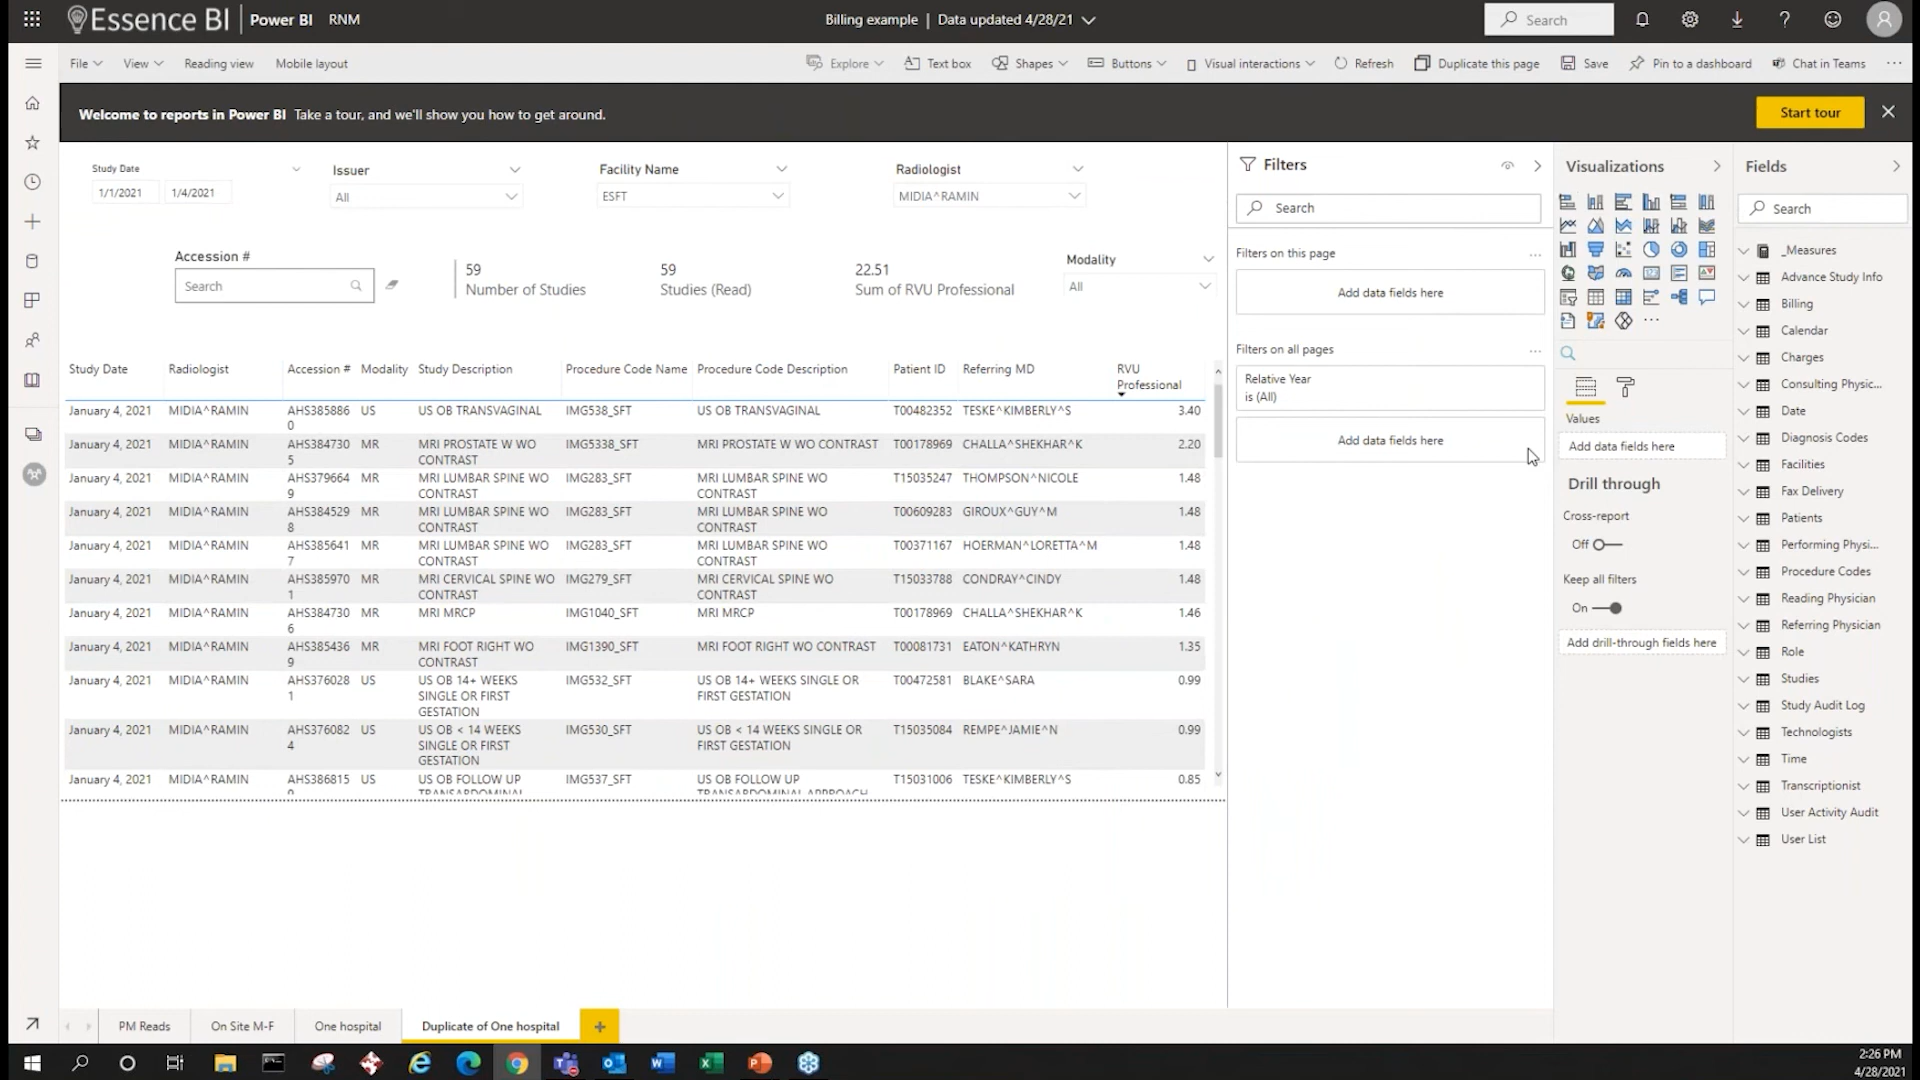 Essence BI
Power BI
RNM
Billing example | Data updated 4/28/21
Search
File
View
Reading view
Mobile layout
Explore
Text box
Shapes
Buttons
Visual interactions
Refresh
Duplicate this page
Save
Pin to a dashboard
Chat in Teams
...
Welcome to reports in Power BI Take a tour, and we'll show you how to get around.
Start tour
Study Date
1/1/2021 1/4/2021
Issuer
All
Facility Name
ESFT
Radiologist
MIDIA^RAMIN
Accession #
Search
59
Number of Studies
59
Studies (Read)
22.51
Sum of RVU Professional
Modality
All
Study Date Radiologist Accession # Modality Study Description Procedure Code Name Procedure Code Description Patient ID Referring MD RVU
Professional
January 4, 2021 MIDIA^RAMIN AHS385886 US US OB TRANSVAGINAL IMG538_SFT US OB TRANSVAGINAL T00482352 TESKE^KIMBERLY^S 3.40
0
January 4, 2021 MIDIA^RAMIN AHS384730 MR MRI PROSTATE W WO IMG5338_SFT MRI PROSTATE W WO CONTRAST T00178969 CHALLA^SHEKHAR^K 2.20
5 CONTRAST
January 4, 2021 MIDIA^RAMIN AHS379664 MR MRI LUMBAR SPINE WO IMG283_SFT MRI LUMBAR SPINE WO T15035247 THOMPSON^NICOLE 1.48
9 CONTRAST CONTRAST
January 4, 2021 MIDIA^RAMIN AHS384529 MR MRI LUMBAR SPINE WO IMG283_SFT MRI LUMBAR SPINE WO T00609283 GIROUX^GUY^M 1.48
8 CONTRAST CONTRAST
January 4, 2021 MIDIA^RAMIN AHS385641 MR MRI LUMBAR SPINE WO IMG283_SFT MRI LUMBAR SPINE WO T00371167 HOERMAN^LORETTA^M 1.48
7 CONTRAST CONTRAST
January 4, 2021 MIDIA^RAMIN AHS385970 MR MRI CERVICAL SPINE WO IMG279_SFT MRI CERVICAL SPINE WO T15033788 CONDRAY^CINDY 1.48
1 CONTRAST CONTRAST
January 4, 2021 MIDIA^RAMIN AHS384730 MR MRI MRCP IMG1040_SFT MRI MRCP T00178969 CHALLA^SHEKHAR^K 1.46
6
January 4, 2021 MIDIA^RAMIN AHS385436 MR MRI FOOT RIGHT WO IMG1390_SFT MRI FOOT RIGHT WO CONTRAST T00081731 EATON^KATHRYN 1.35
9 CONTRAST
January 4, 2021 MIDIA^RAMIN AHS376028 US US OB 14+ WEEKS IMG532_SFT US OB 14+ WEEKS SINGLE OR T00472581 BLAKE^SARA 0.99
1 SINGLE OR FIRST FIRST GESTATION
GESTATION
January 4, 2021 MIDIA^RAMIN AHS376082 US US OB < 14 WEEKS IMG530_SFT US OB < 14 WEEKS SINGLE OR T15035084 REMPE^JAMIE^N 0.99
4 SINGLE OR FIRST FIRST GESTATION
GESTATION
January 4, 2021 MIDIA^RAMIN AHS386815 US US OB FOLLOW UP IMG537_SFT US OB FOLLOW UP T15031006 TESKE^KIMBERLY^S 0.85
TRANSABDOMINAL TRANSABDOMINAL APPROACH
Filters
Search
Filters on this page ...
Add data fields here
Filters on all pages ...
Relative Year
is (All)
Add data fields here
Visualizations
...
Values
Add data fields here
Drill through
Cross-report
Off
Keep all filters
On
Add drill-through fields here
Fields
Search
_Measures
Advance Study Info
Billing
Calendar
Charges
Consulting Physic...
Date
Diagnosis Codes
Facilities
Fax Delivery
Patients
Performing Physi...
Procedure Codes
Reading Physician
Referring Physician
Role
Studies
Study Audit Log
Technologists
Time
Transcriptionist
User Activity Audit
User List
PM Reads
On Site M-F
One hospital
Duplicate of One hospital
+
2:26 PM
4/28/2021